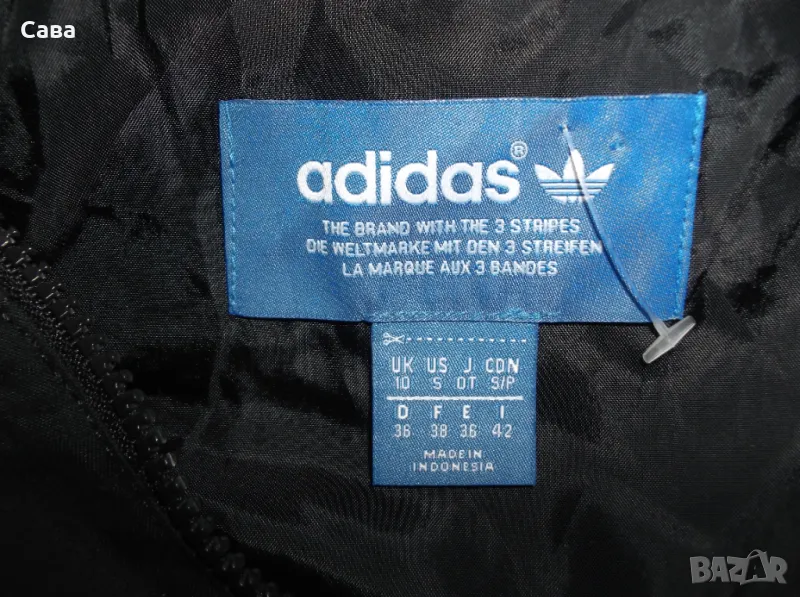 Сава
adidas®
THE BRAND WITH THE 3 STRIPES
DIE WELTMARKE MIT DEN 3 STREIFEN
LA MARQUE AUX 3 BANDES
UK US J CDN
10 S OT S/P
D F E I
36 38 36 42
MADE IN
INDONESIA
BAZAR